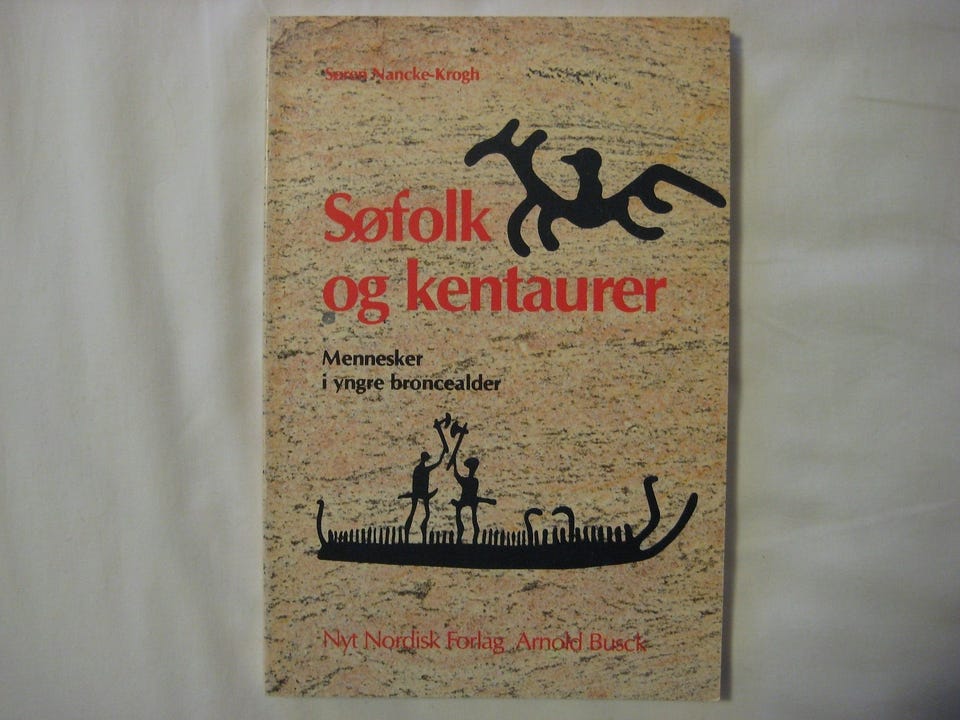 Søren Nancke-Krogh
Søfolk
og kentaurer
Mennesker
i yngre broncealder
Nyt Nordisk Forlag Arnold Busck